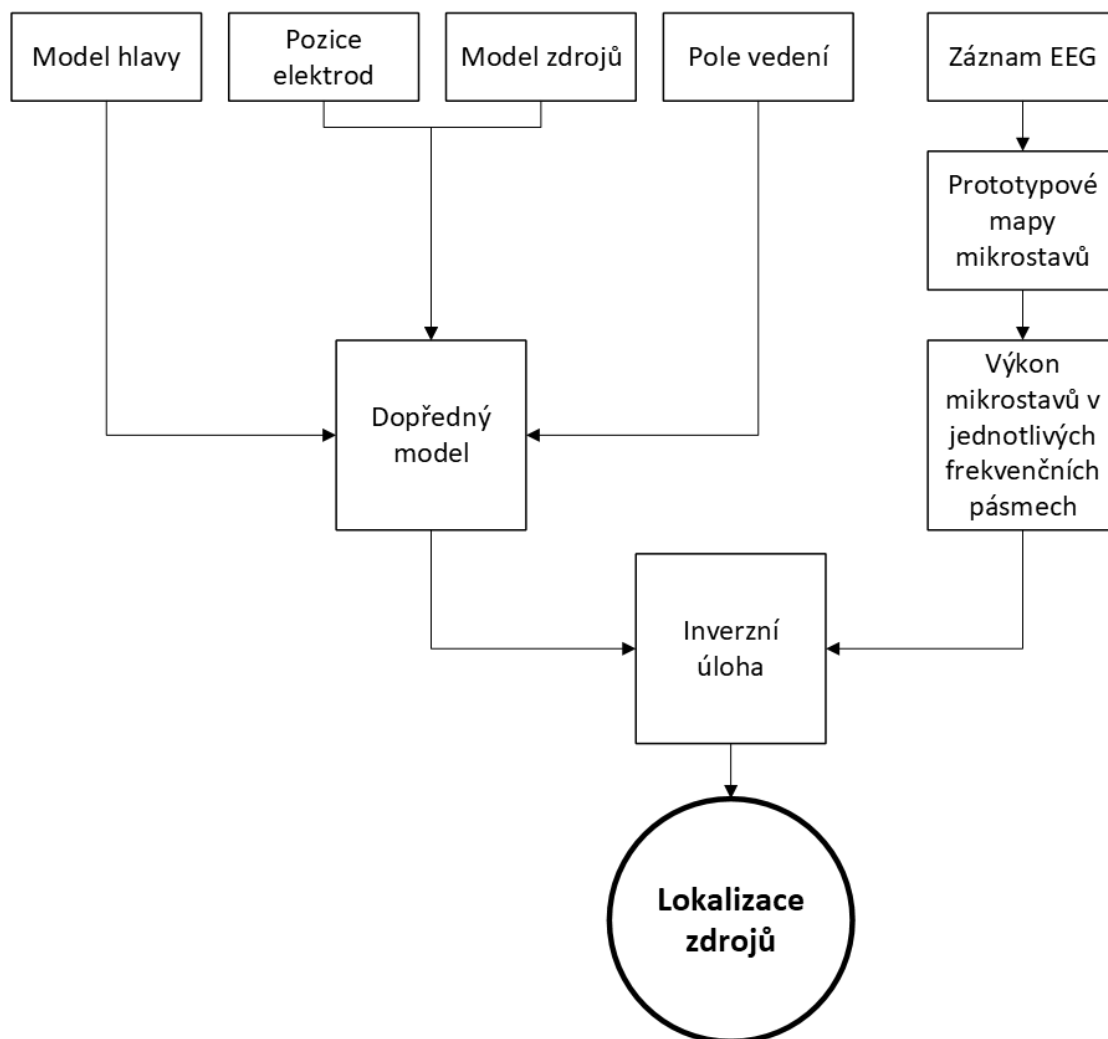 Model hlavy
Pozice
elektrod
Model zdrojů
Pole vedení
Záznam EEG
Prototypové
mapy
mikrostavů
Výkon
mikrostavů v
jednotlivých
frekvenčních
pásmech
Dopředný
model
Inverzní
úloha
Lokalizace
zdrojů